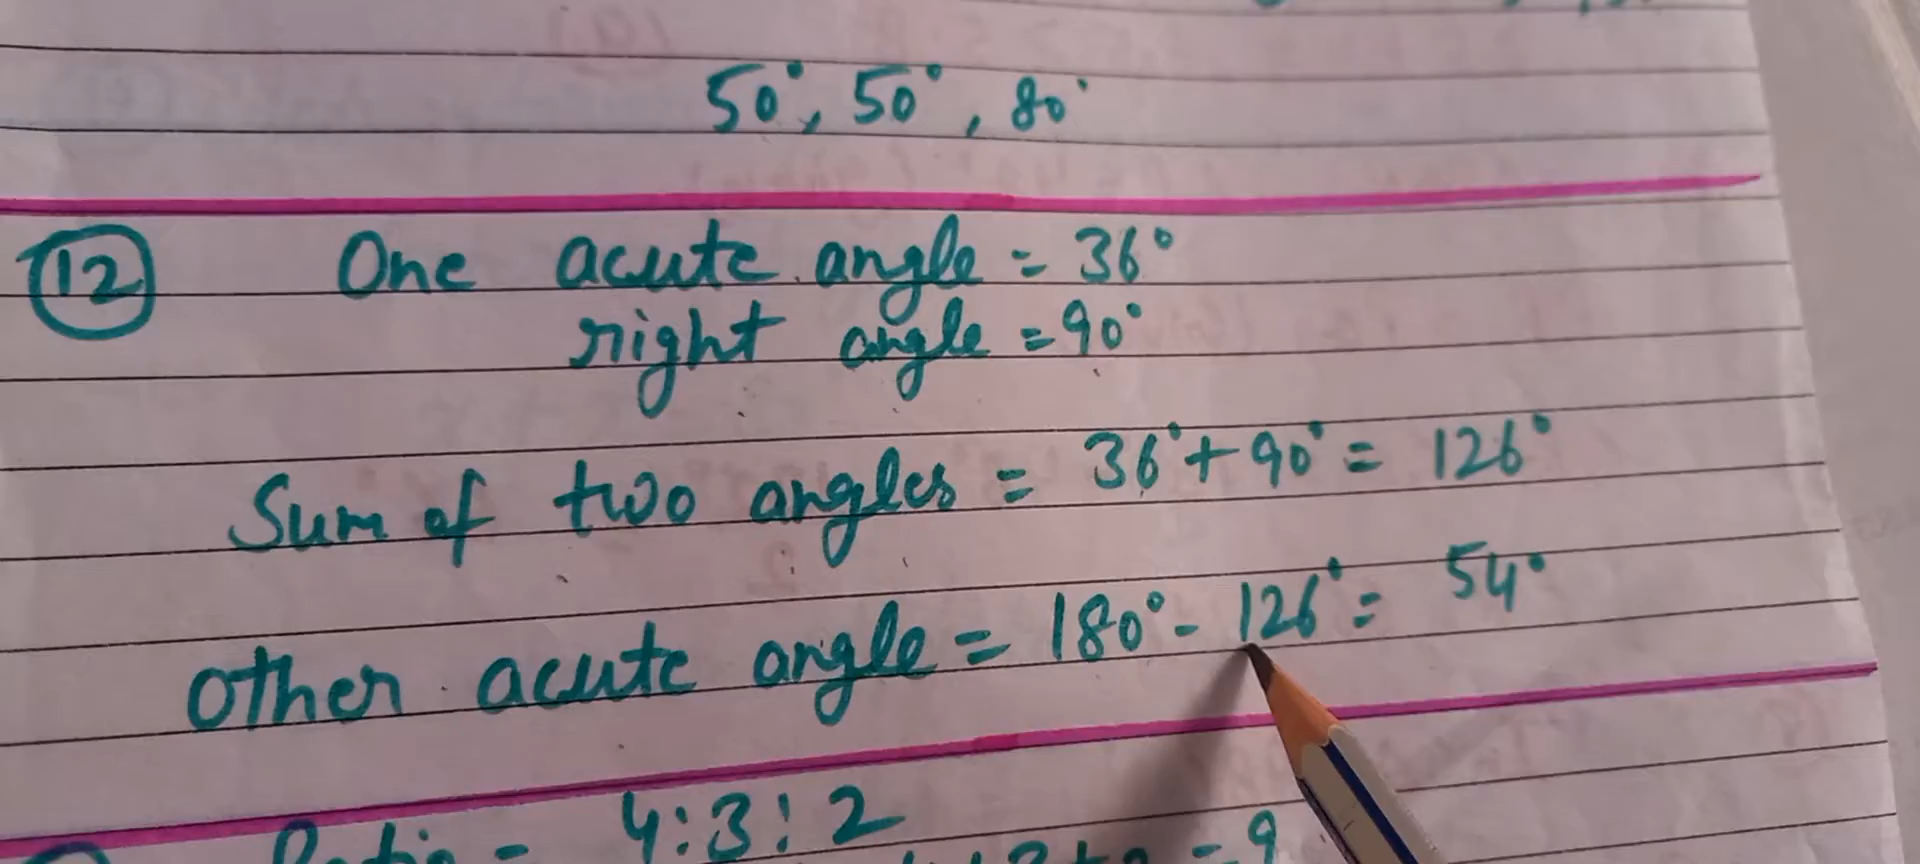 50°, 50°, 80°
12 One acute angle = 36°
right angle = 90°
Sum of two angles = 36° + 90° = 126°
Other acute angle = 180° - 126° = 54°
4:3:2
= 9